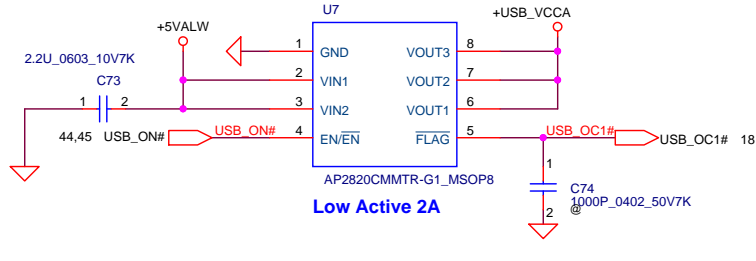 U7
+5VALW
+USB_VCCA
2.2U_0603_10V7K
C73
1 2
1 GND
2 VIN1
3 VIN2
4 EN/EN
VOUT3 8
VOUT2 7
VOUT1 6
FLAG 5
44,45 USB_ON# USB_ON#
USB_OC1# USB_OC1# 18
AP2820CMMTR-G1_MSOP8
Low Active 2A
1
C74
1000P_0402_50V7K
2 @